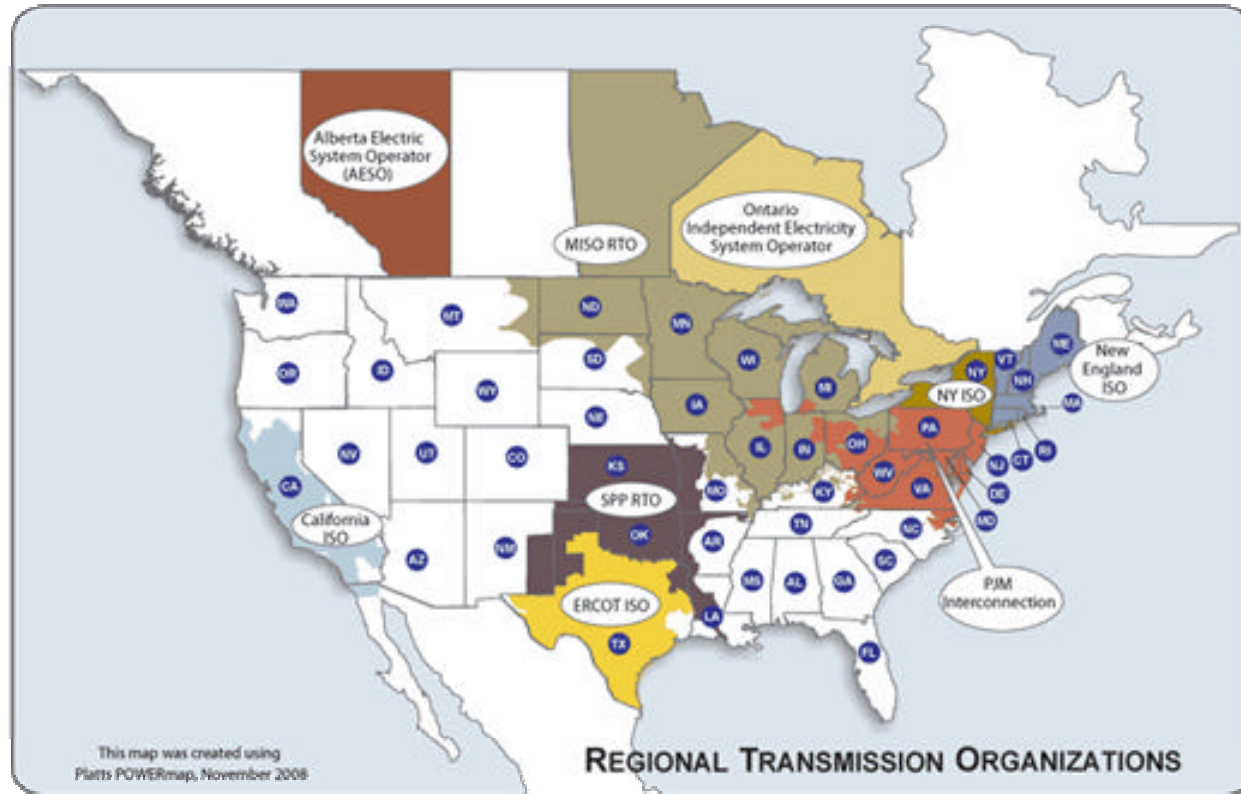 Alberta Electric
System Operator
(AESO)
Ontario
Independent Electricity
System Operator
MISO RTO
WA
MT
ND
MN
OR
ID
WY
SD
WI
MI
NY
VT
ME
NH
New
England
ISO
NY ISO
MA
NE
IA
PA
NV
UT
CO
KS
IL
IN
OH
WV
NJ
CT
RI
CA
SPP RTO
MO
KY
VA
DE
MD
California
ISO
AZ
NM
OK
AR
TN
NC
SC
MS
AL
GA
PJM
Interconnection
ERCOT ISO
LA
TX
FL
This map was created using
Platts POWERmap, November 2008
REGIONAL TRANSMISSION ORGANIZATIONS